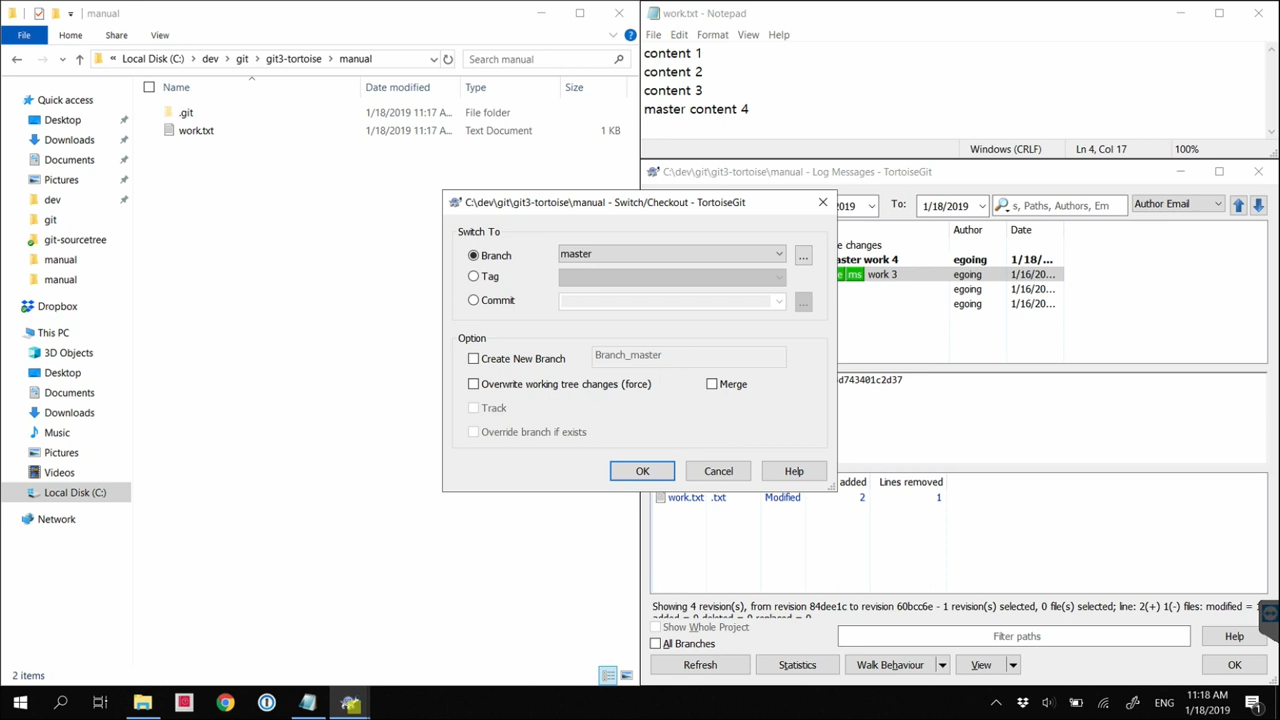 manual
File
Home
Share
View
Local Disk (C:)
dev
git
git3-tortoise
manual
Search manual
Name
Date modified
Type
Size
.git
1/18/2019 11:17 A...
File folder
work.txt
1/18/2019 11:17 A...
Text Document
1 KB
Quick access
Desktop
Downloads
Documents
Pictures
dev
git
git-sourcetree
manual
manual
Dropbox
This PC
3D Objects
Desktop
Documents
Downloads
Music
Pictures
Videos
Local Disk (C:)
Network
2 items
work.txt - Notepad
File Edit Format View Help
content 1
content 2
content 3
master content 4
Windows (CRLF)
Ln 4, Col 17
100%
C:\dev\git\git3-tortoise\manual - Log Messages - TortoiseGit
2019
To:
1/18/2019
s, Paths, Authors, Em
Author Email
Author
Date
e changes
ster work 4
egoing
1/18/...
e ms work 3
egoing
1/16/20...
egoing
1/16/20...
egoing
1/16/20...
d743401c2d37
added
Lines removed
work.txt
.txt
Modified
2
1
Showing 4 revision(s), from revision 84dee1c to revision 60bcc6e - 1 revision(s) selected, 0 file(s) selected; line: 2(+) 1(-) files: modified = 1
Show Whole Project
All Branches
Filter paths
Help
Refresh
Statistics
Walk Behaviour
View
OK
C:\dev\git\git3-tortoise\manual - Switch/Checkout - TortoiseGit
Switch To
Branch
master
...
Tag
Commit
...
Option
Create New Branch
Branch_master
Overwrite working tree changes (force)
Merge
Track
Override branch if exists
OK
Cancel
Help
ENG
11:18 AM
1/18/2019
1